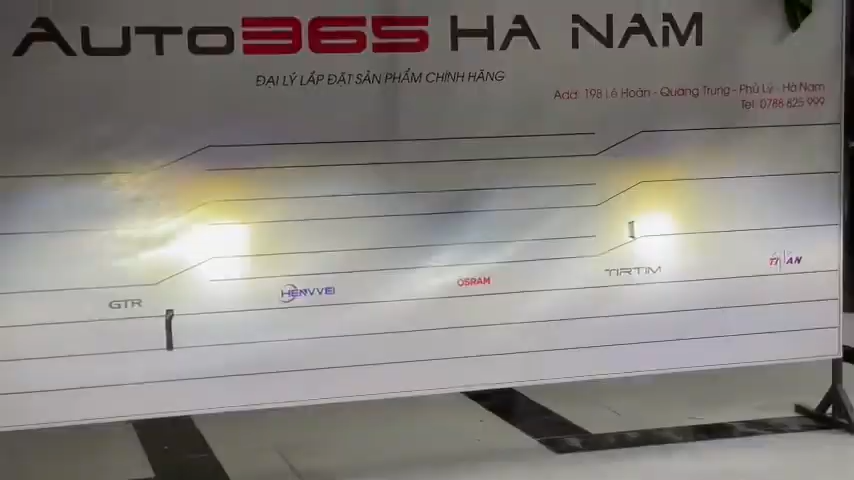 AUTO365 HA NAM
ĐẠI LÝ LẮP ĐẶT SẢN PHẨM CHÍNH HÃNG
Add: 198 Lê Hoàn - Quang Trung - Phủ Lý - Hà Nam
Tel: 0788 825 999
GTR
HENVVEI
OSRAM
TIRTIM